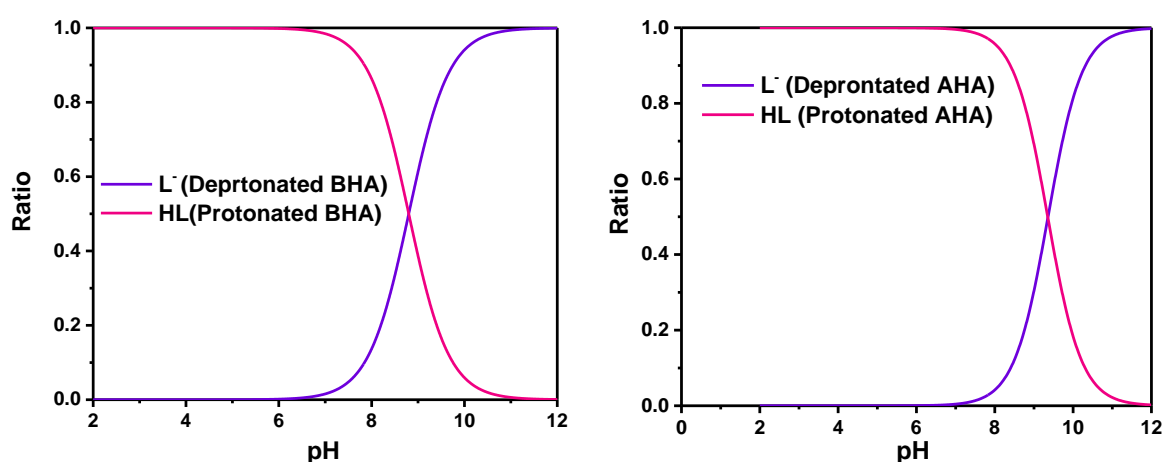 1.0
0.8
0.6
0.4
0.2
0.0
Ratio
L- (Deprtonated BHA)
HL(Protonated BHA)
2 4 6 8 10 12
pH
1.0
0.8
0.6
0.4
0.2
0.0
Ratio
L- (Deprontated AHA)
HL (Protonated AHA)
0 2 4 6 8 10 12
pH